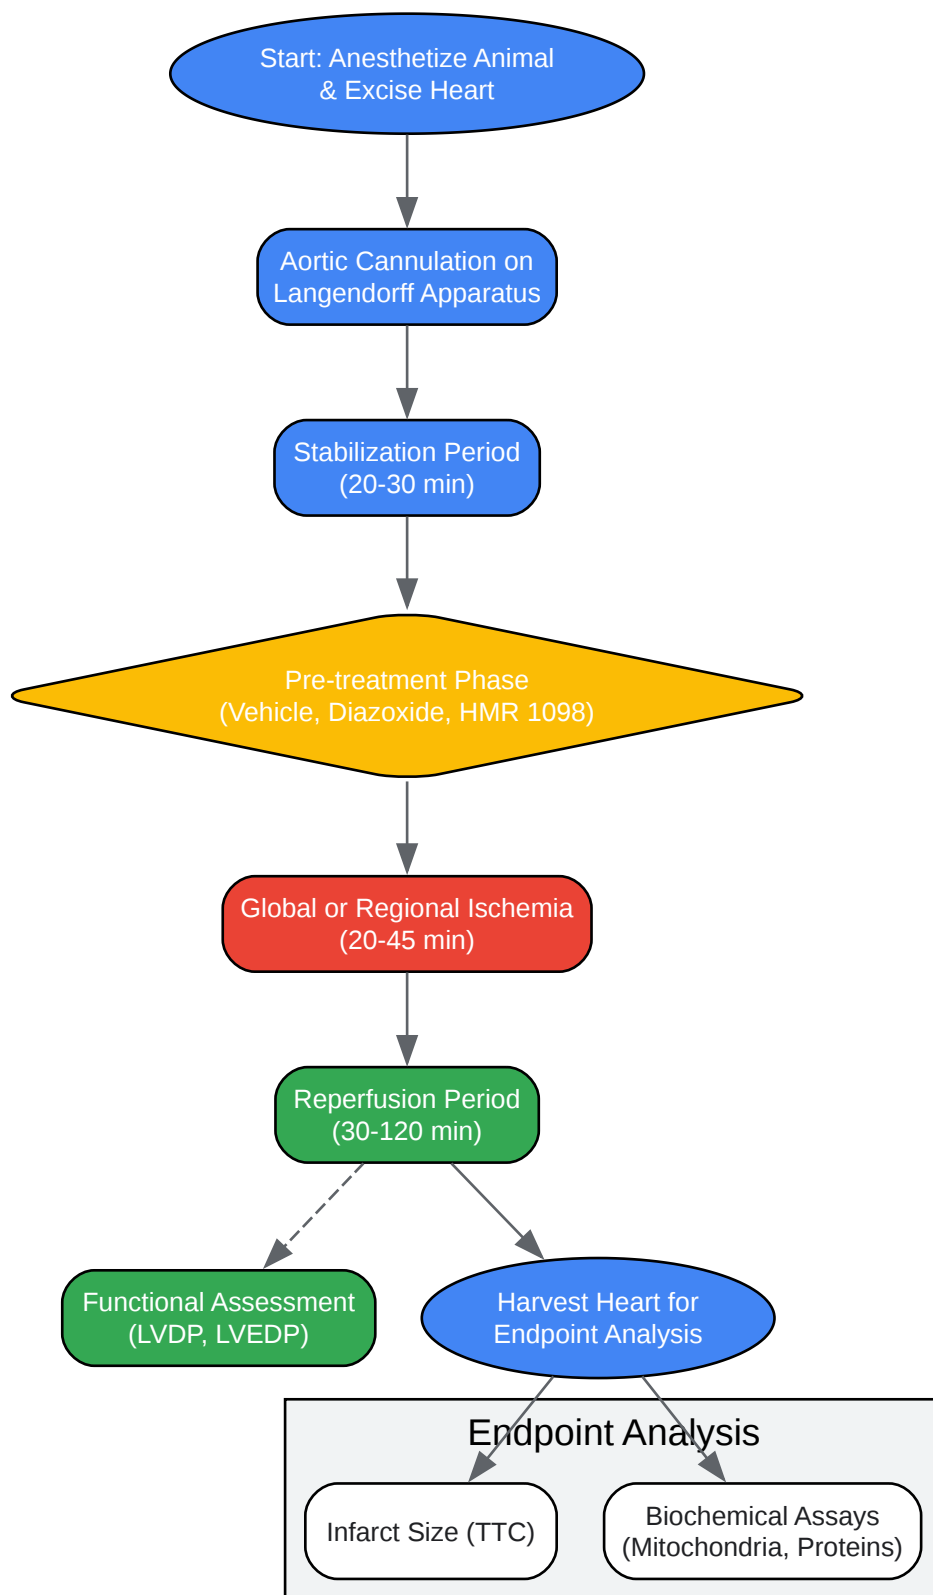 Start: Anesthetize Animal
& Excise Heart
Aortic Cannulation on
Langendorff Apparatus
Stabilization Period
(20-30 min)
Pre-treatment Phase
(Vehicle, Diazoxide, HMR 1098)
Global or Regional Ischemia
(20-45 min)
Reperfusion Period
(30-120 min)
Functional Assessment
(LVDP, LVEDP)
Harvest Heart for
Endpoint Analysis
Endpoint Analysis
Infarct Size (TTC)
Biochemical Assays
(Mitochondria, Proteins)